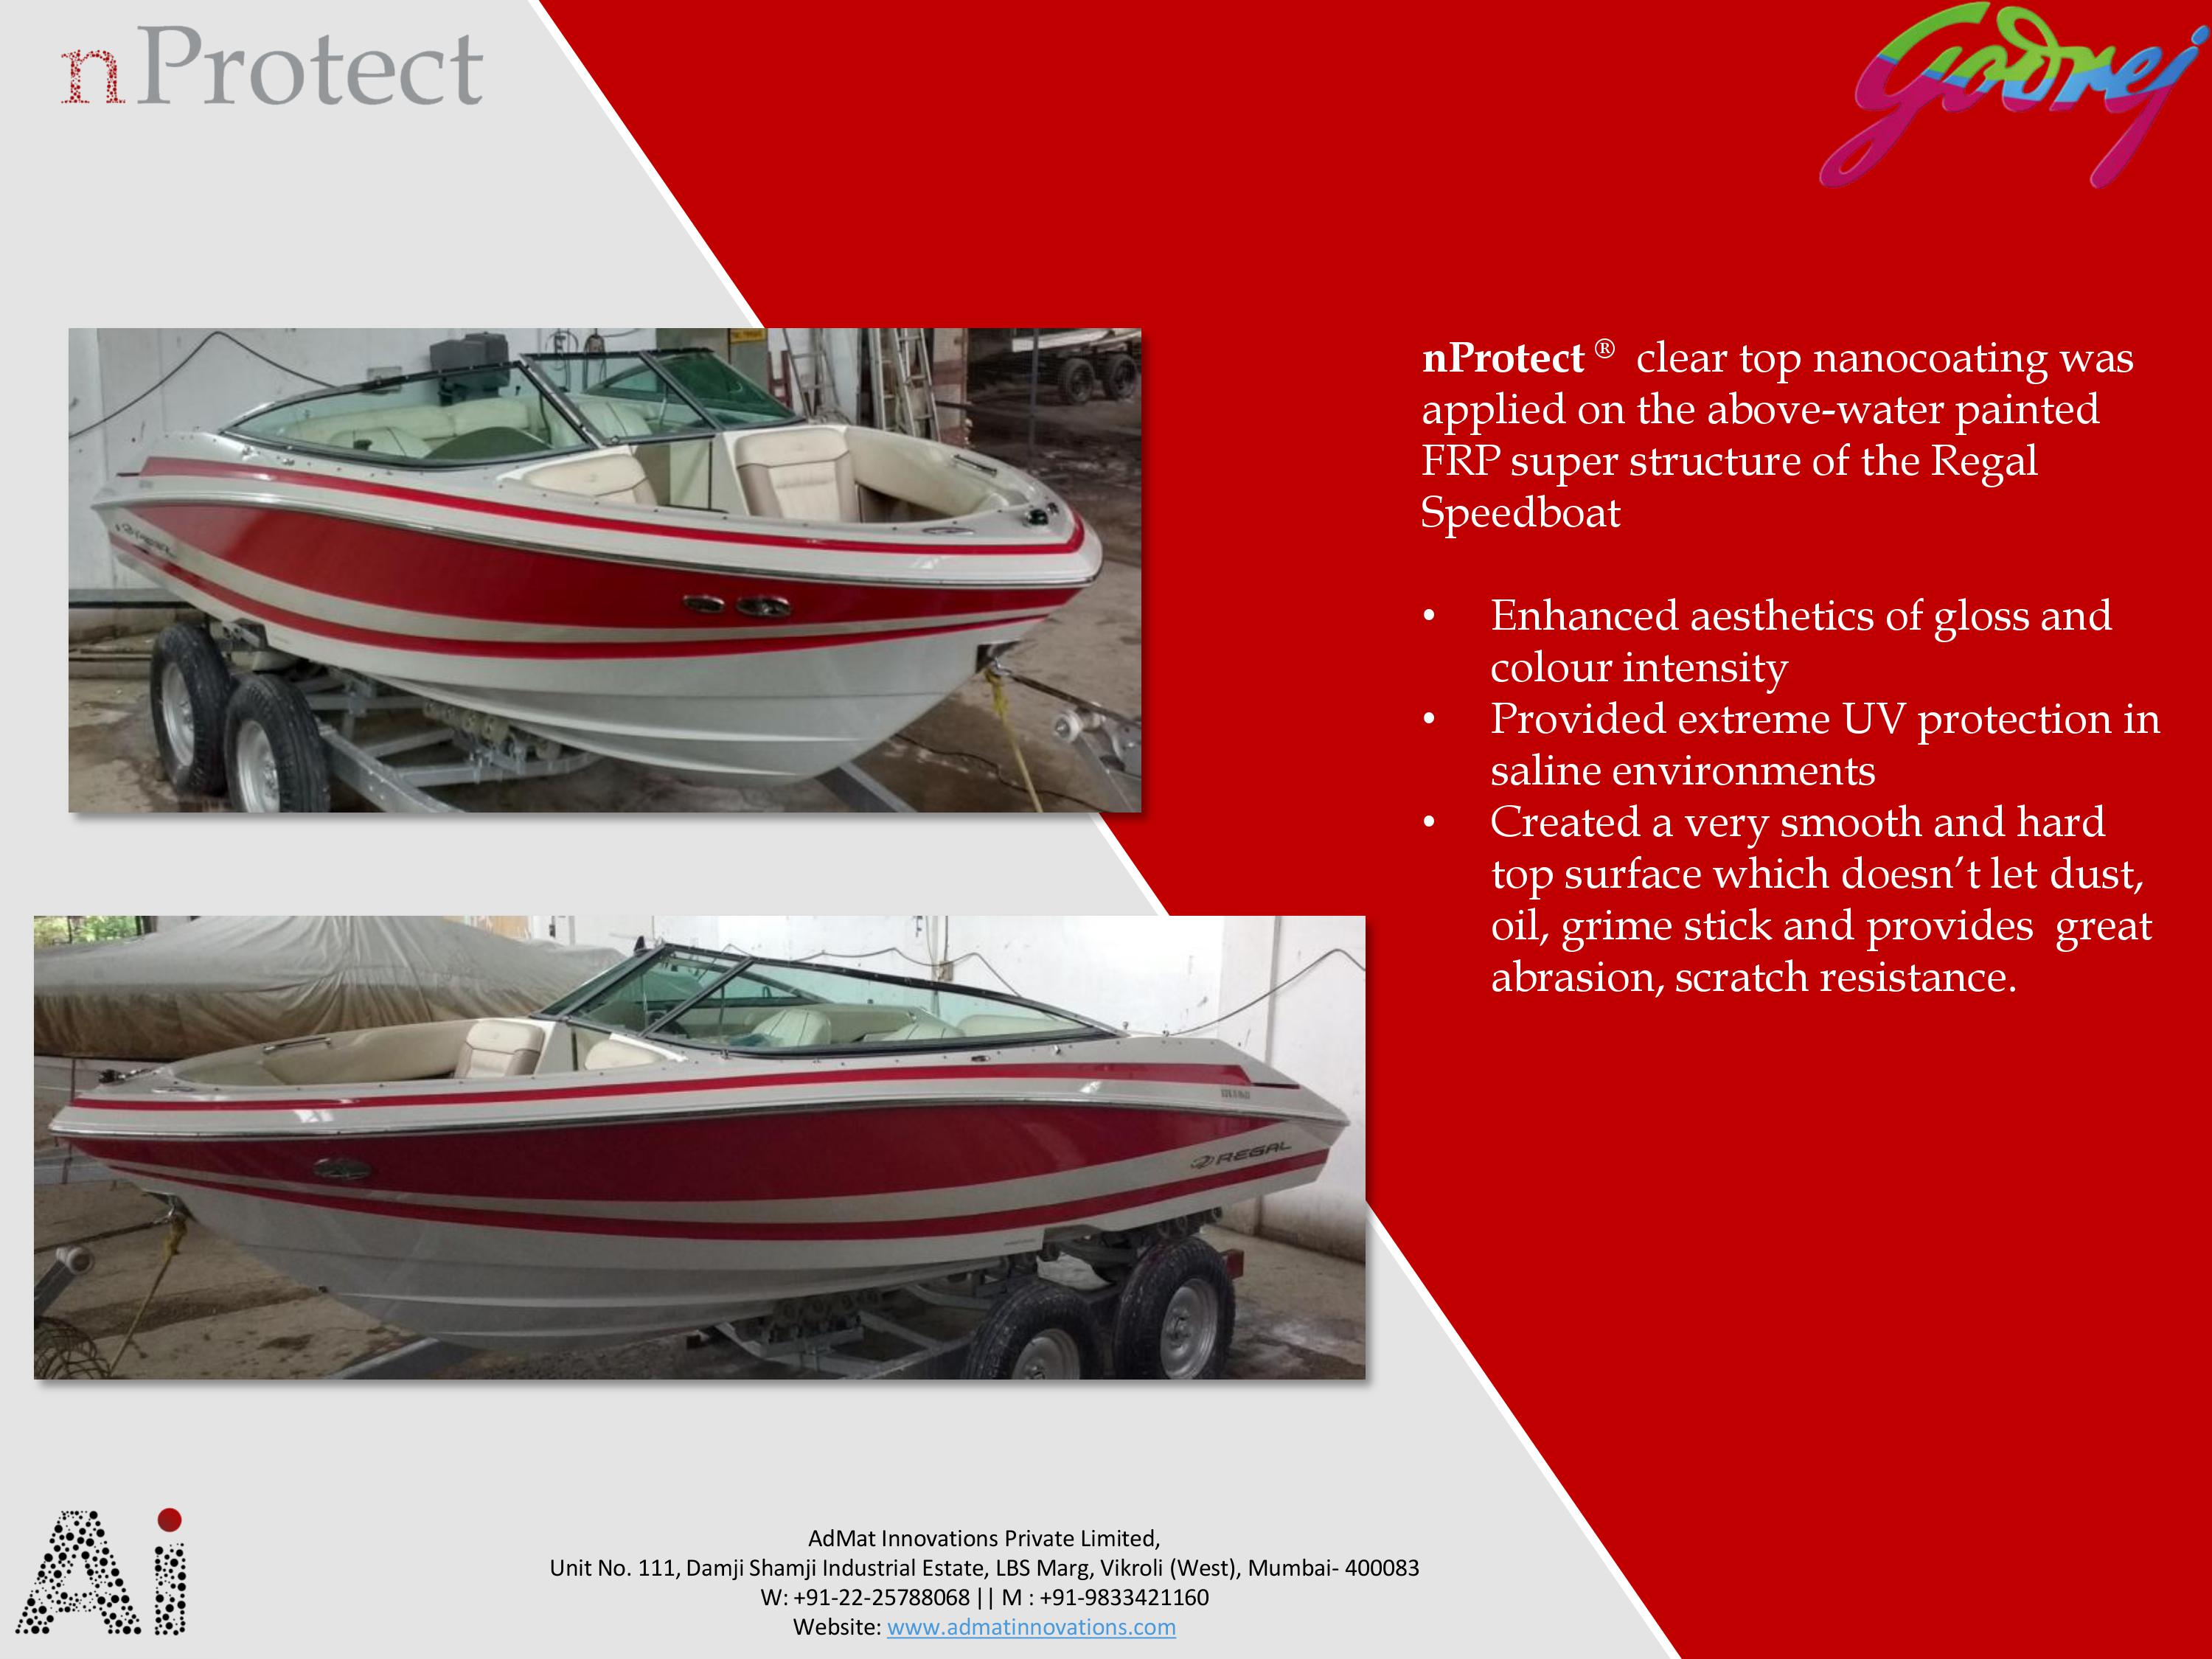 nProtect
Godrej
nProtect ® clear top nanocoating was
applied on the above-water painted
FRP super structure of the Regal
Speedboat
• Enhanced aesthetics of gloss and
colour intensity
• Provided extreme UV protection in
saline environments
• Created a very smooth and hard
top surface which doesn’t let dust,
oil, grime stick and provides great
abrasion, scratch resistance.
REGAL
Ai
AdMat Innovations Private Limited,
Unit No. 111, Damji Shamji Industrial Estate, LBS Marg, Vikroli (West), Mumbai- 400083
W: +91-22-25788068 || M : +91-9833421160
Website: www.admatinnovations.com